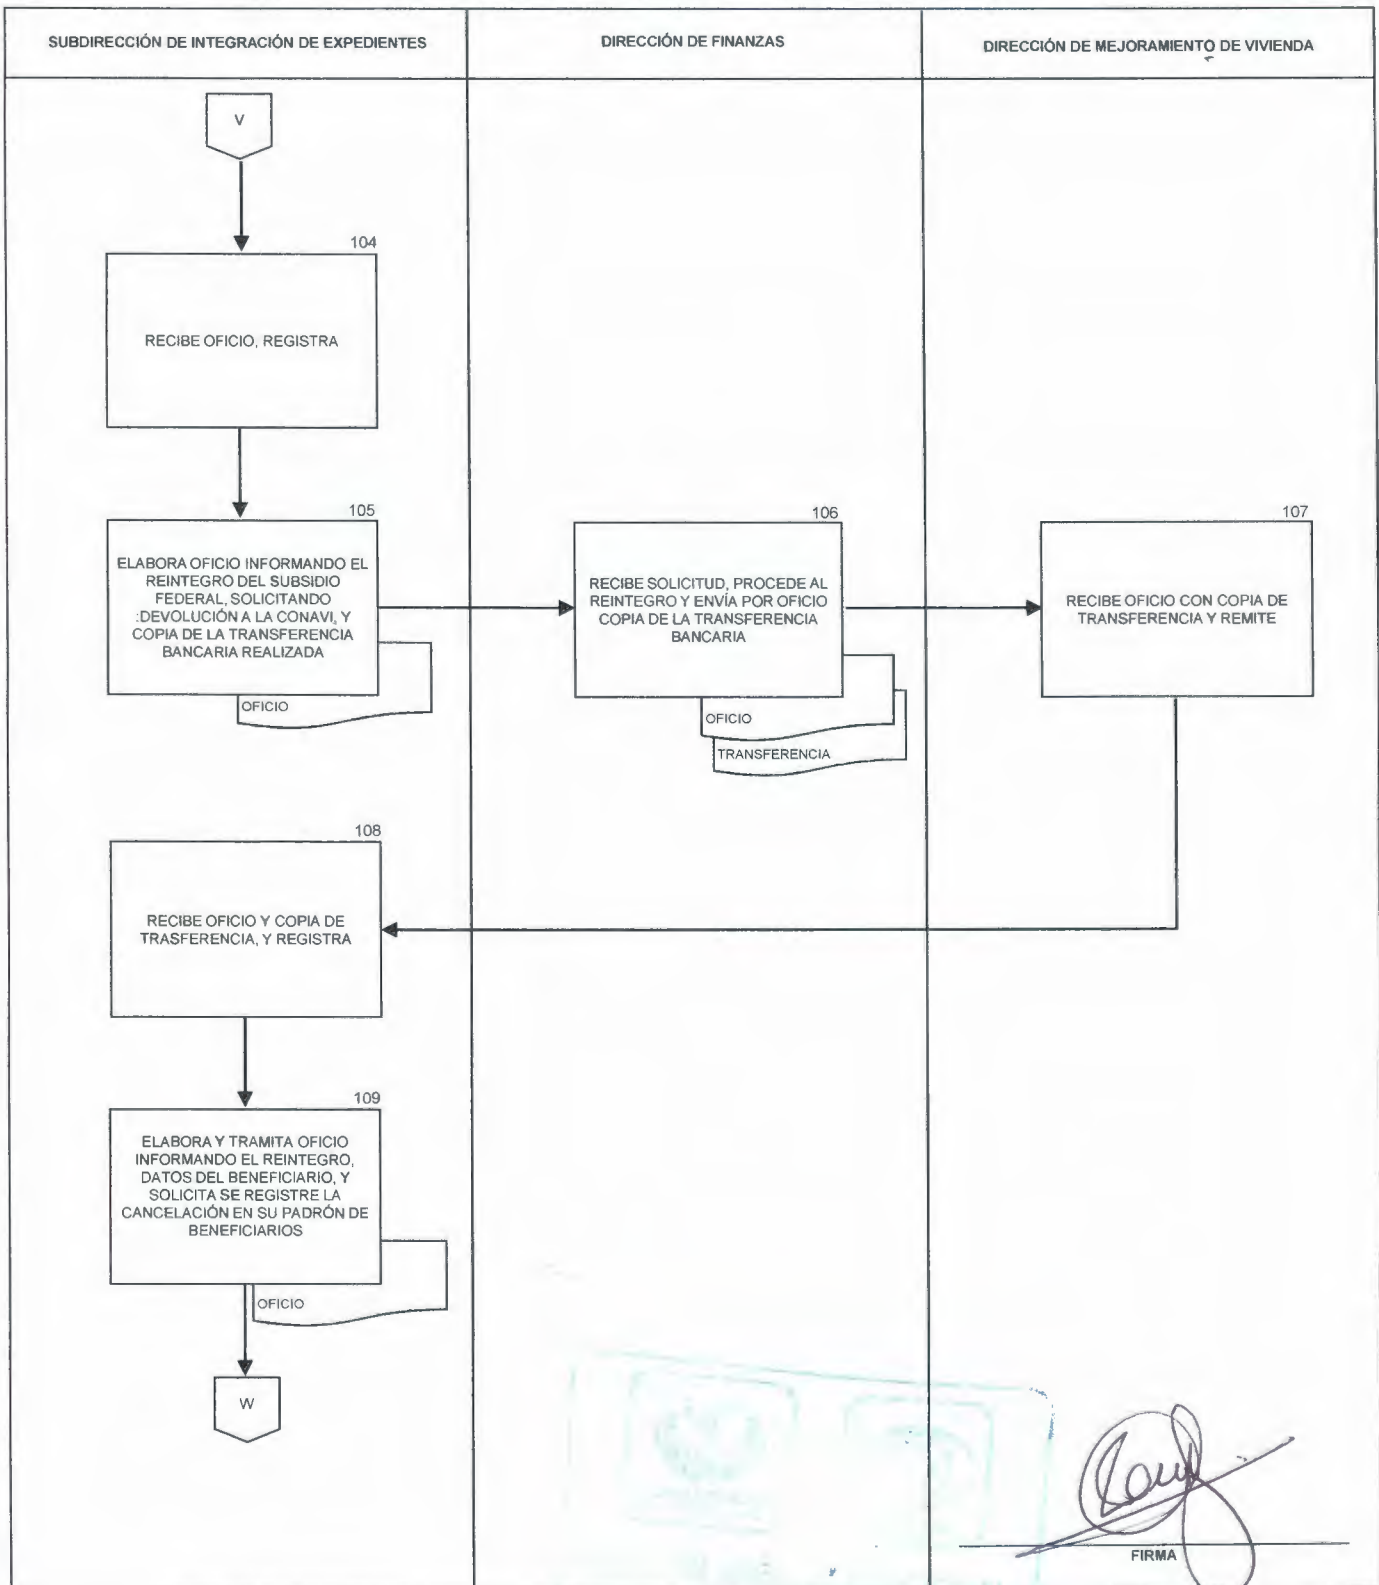 SUBDIRECCIÓN DE INTEGRACIÓN DE EXPEDIENTES
DIRECCIÓN DE FINANZAS
DIRECCIÓN DE MEJORAMIENTO DE VIVIENDA
V
104
RECIBE OFICIO, REGISTRA
105
ELABORA OFICIO INFORMANDO EL
REINTEGRO DEL SUBSIDIO
FEDERAL, SOLICITANDO
:DEVOLUCIÓN A LA CONAVI, Y
COPIA DE LA TRANSFERENCIA
BANCARIA REALIZADA
OFICIO
106
RECIBE SOLICITUD, PROCEDE AL
REINTEGRO Y ENVÍA POR OFICIO
COPIA DE LA TRANSFERENCIA
BANCARIA
OFICIO
TRANSFERENCIA
107
RECIBE OFICIO CON COPIA DE
TRANSFERENCIA Y REMITE
108
RECIBE OFICIO Y COPIA DE
TRASFERENCIA, Y REGISTRA
109
ELABORA Y TRAMITA OFICIO
INFORMANDO EL REINTEGRO,
DATOS DEL BENEFICIARIO, Y
SOLICITA SE REGISTRE LA
CANCELACIÓN EN SU PADRÓN DE
BENEFICIARIOS
OFICIO
W
FIRMA